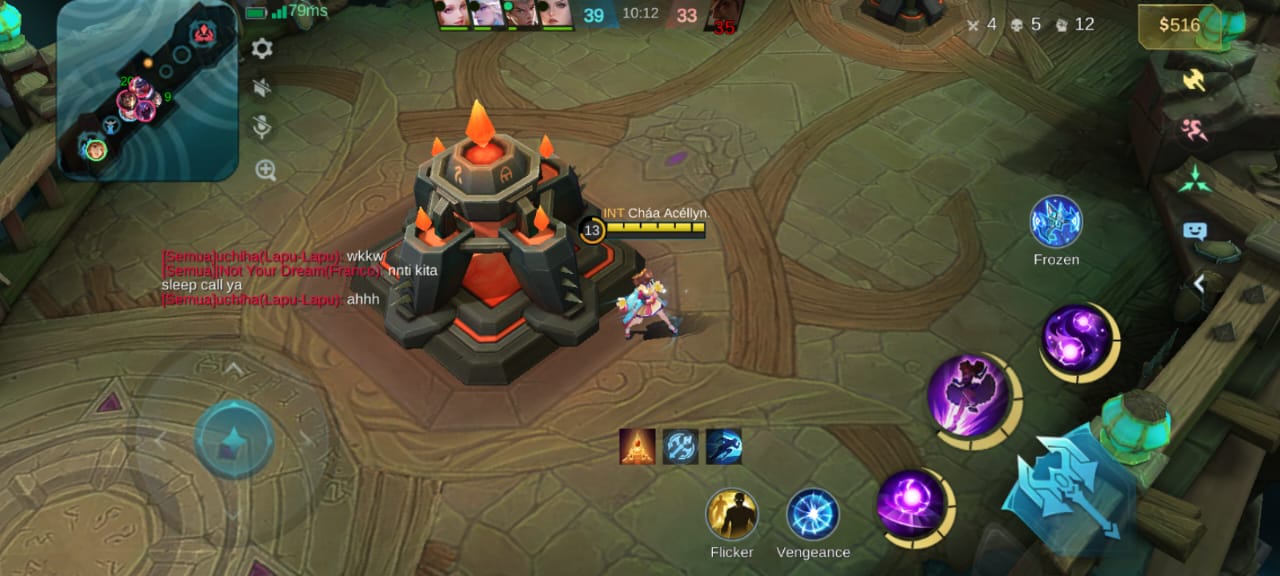 79ms
39 10:12 33
35
4 5 12
$516
20
9
INT Cháa Acéllyn.
13
[Semua]uchiha(Lapu-Lapu): wkkw
[Semua]|Not Your Dream(Franco): nnti kita
sleep call ya
[Semua]uchiha(Lapu-Lapu): ahhh
Frozen
Flicker Vengeance